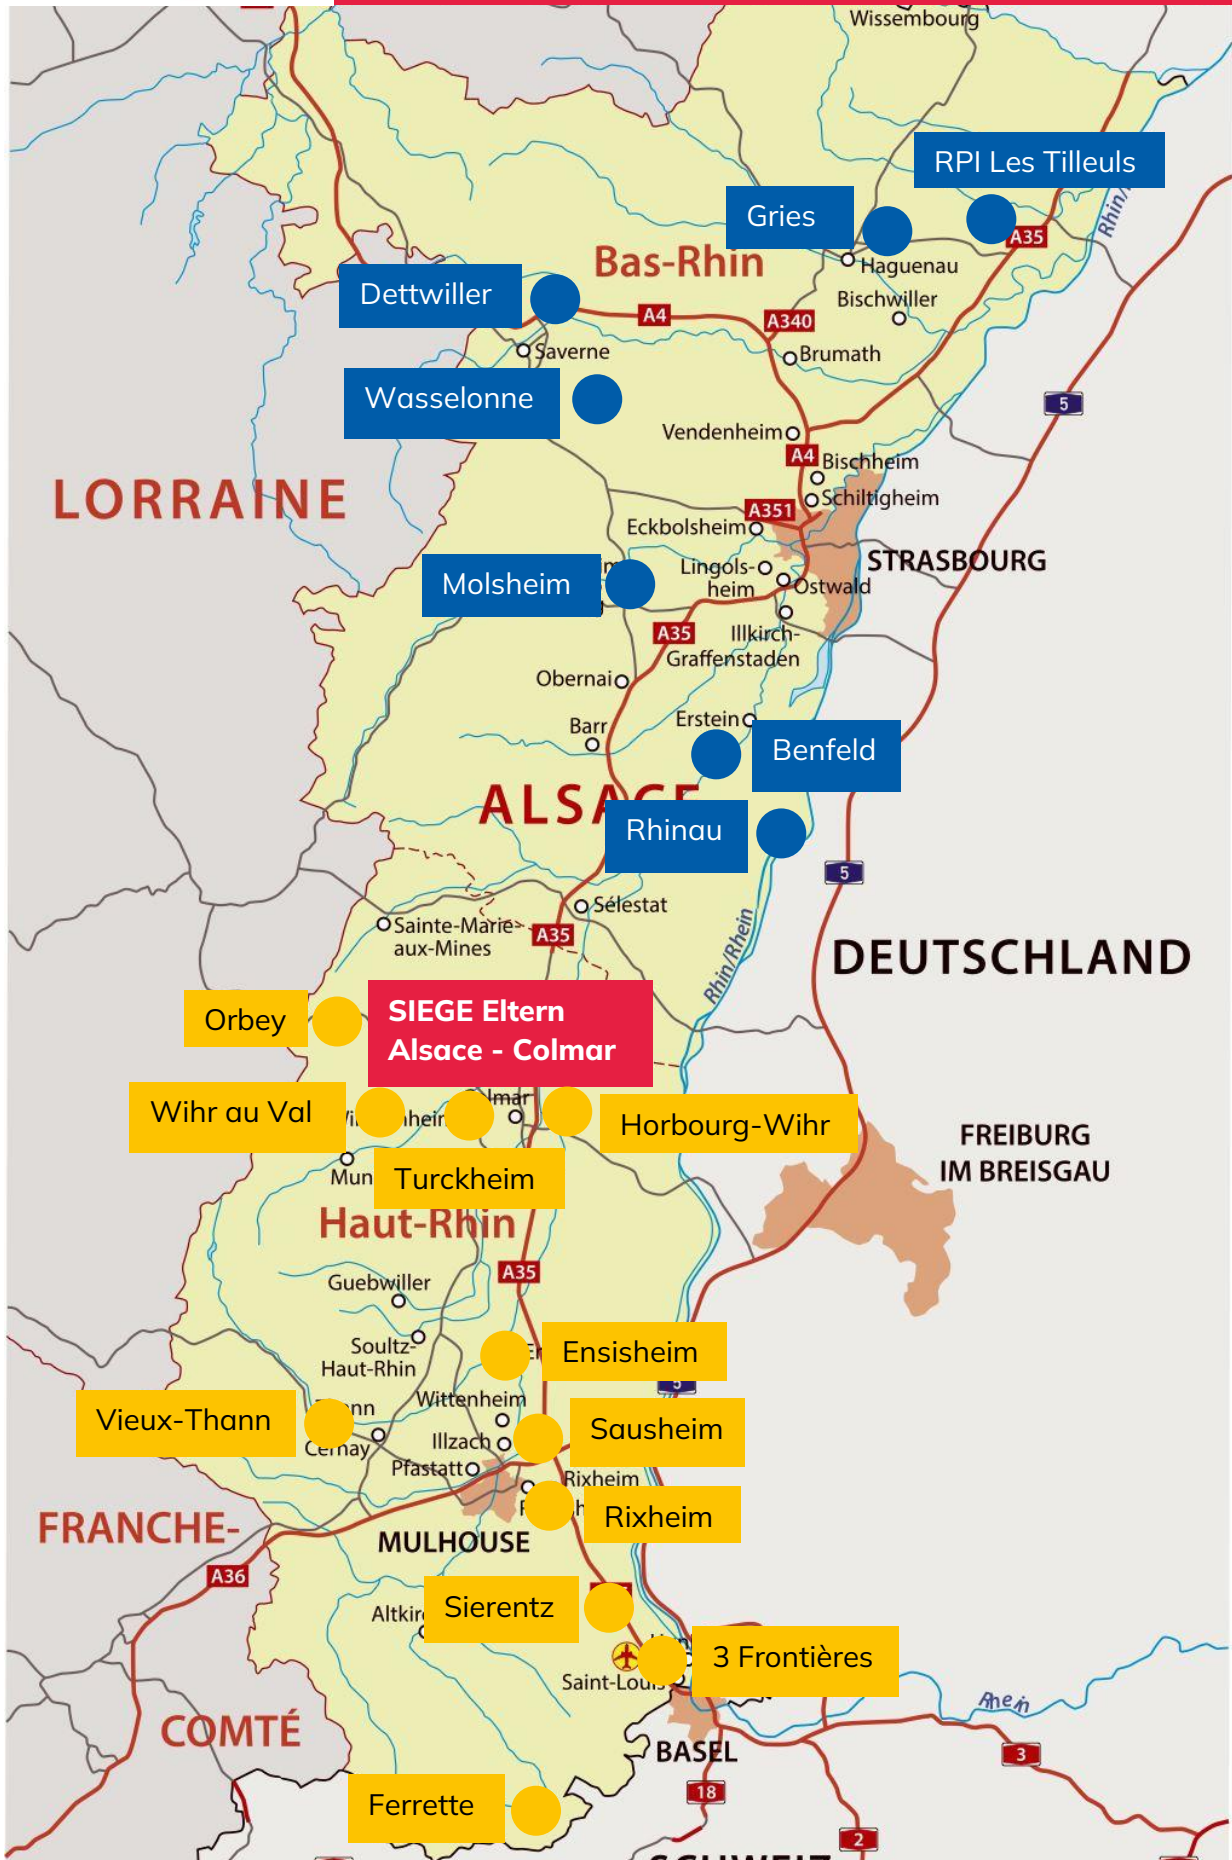 Wissembourg
RPI Les Tilleuls
Gries
Rhin/
A35
Bas-Rhin
Haguenau
Dettwiller
Bischwiller
A4
A340
Saverne
Brumath
Wasselonne
5
Vendenheim
A4
Bischheim
LORRAINE
Schiltigheim
A351
Eckbolsheim
STRASBOURG
Molsheim
Lingols-
heim
Ostwald
A35
Illkirch-
Graffenstaden
Obernai
Erstein
Barr
Benfeld
ALSACE
Rhinau
5
Sélestat
Sainte-Marie-
aux-Mines
A35
DEUTSCHLAND
Rhin/Rhein
Orbey
SIEGE Eltern
Alsace - Colmar
Wihr au Val
lmar
Horbourg-Wihr
FREIBURG
IM BREISGAU
Mun
Turckheim
Haut-Rhin
A35
Guebwiller
Soultz-
Haut-Rhin
Ensisheim
5
Wittenheim
Vieux-Thann
nn
Cernay
Illzach
Sausheim
Pfastatt
Rixheim
Rixheim
FRANCHE-
MULHOUSE
A36
Altkir
Sierentz
3 Frontières
Saint-Louis
Rhein
COMTÉ
BASEL
3
18
Ferrette
2